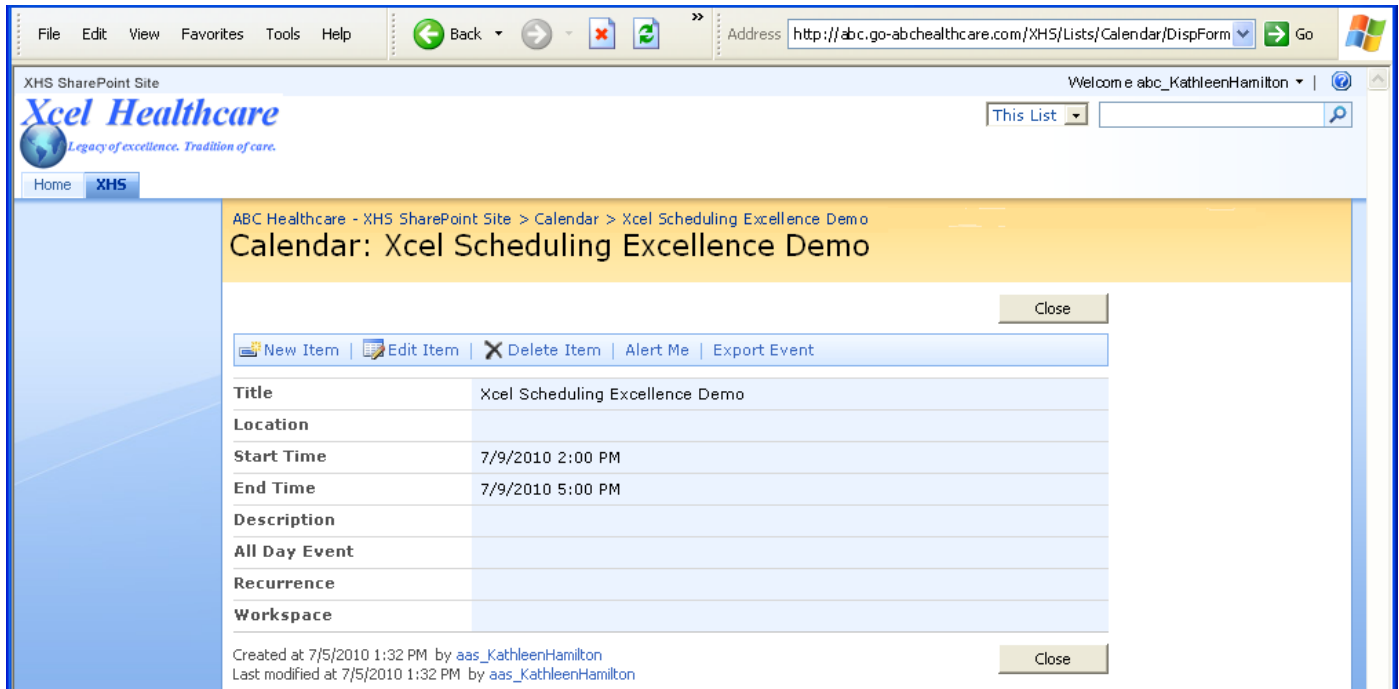 File Edit View Favorites Tools Help Back » Address http://abc.go-abchealthcare.com/XHS/Lists/Calendar/DispForm Go
XHS SharePoint Site Welcome abc_KathleenHamilton
Xcel Healthcare
Legacy of excellence. Tradition of care.
This List
Home XHS
ABC Healthcare - XHS SharePoint Site > Calendar > Xcel Scheduling Excellence Demo
Calendar: Xcel Scheduling Excellence Demo
Close
New Item | Edit Item | Delete Item | Alert Me | Export Event
Title Xcel Scheduling Excellence Demo
Location
Start Time 7/9/2010 2:00 PM
End Time 7/9/2010 5:00 PM
Description
All Day Event
Recurrence
Workspace
Created at 7/5/2010 1:32 PM by aas_KathleenHamilton
Close
Last modified at 7/5/2010 1:32 PM by aas_KathleenHamilton